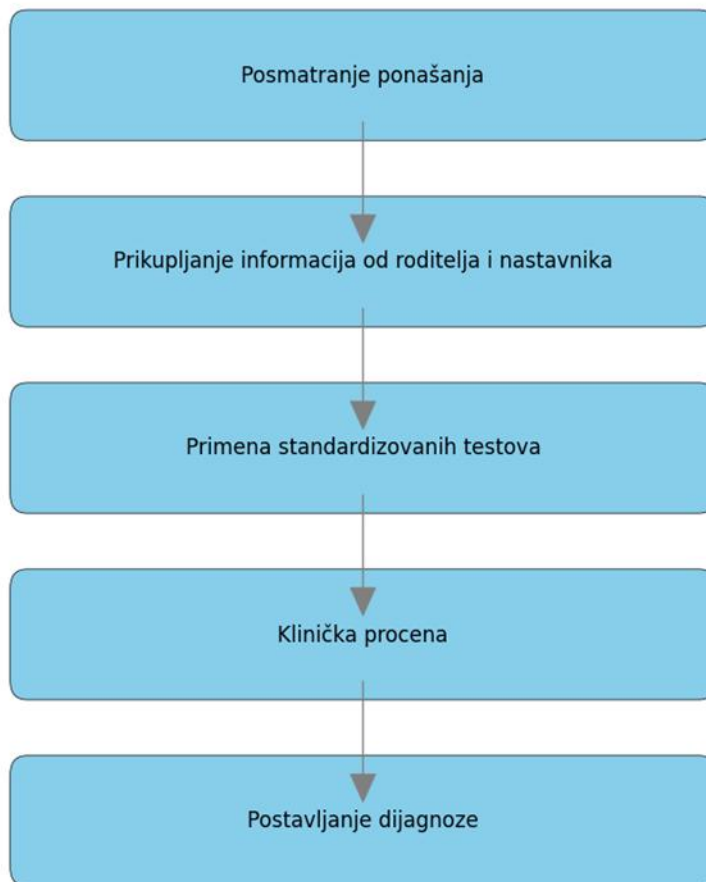 Posmatranje ponašanja
Prikupljanje informacija od roditelja i nastavnika
Primena standardizovanih testova
Klinička procena
Postavljanje dijagnoze